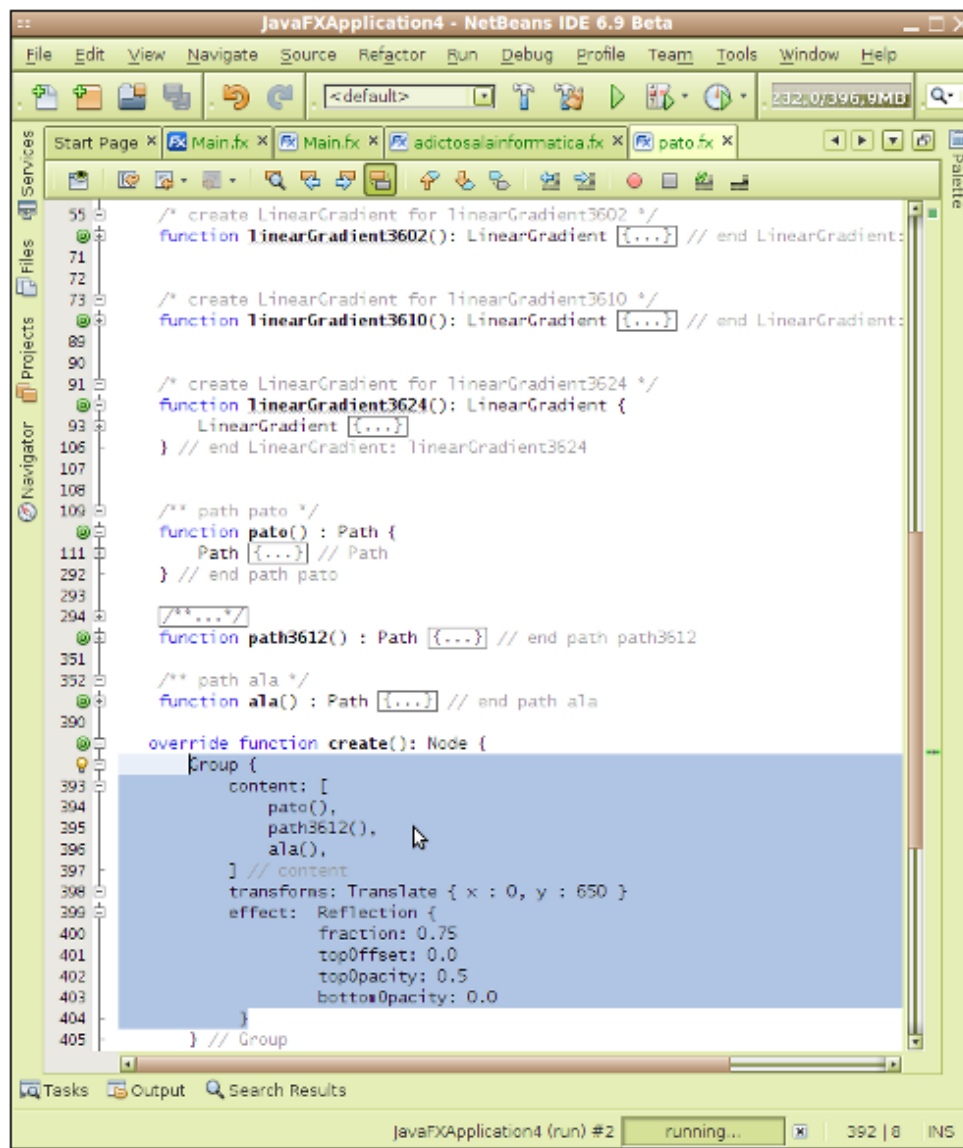 JavaFXApplication4 - NetBeans IDE 6.9 Beta
File Edit View Navigate Source Refactor Run Debug Profile Team Tools Window Help
<default> 232.0/396.9MB
Start Page Main.fx Main.fx adictosalainformatica.fx pato.fx
Services
Files
Projects
Navigator
Palette
55 /* create LinearGradient for linearGradient3602 */
function linearGradient3602(): LinearGradient {...} // end LinearGradient:
71
72
73 /* create LinearGradient for linearGradient3610 */
function linearGradient3610(): LinearGradient {...} // end LinearGradient:
89
90
91 /* create LinearGradient for linearGradient3624 */
function linearGradient3624(): LinearGradient {
93 LinearGradient {...}
106 } // end LinearGradient: linearGradient3624
107
108
109 /** path pato */
function pato() : Path {
111 Path {...} // Path
292 } // end path pato
293
294 /**...*/
function path3612() : Path {...} // end path path3612
351
352 /** path ala */
function ala() : Path {...} // end path ala
390
override function create(): Node {
Group {
393 content: [
394 pato(),
395 path3612(),
396 ala(),
397 ] // content
398 transforms: Translate { x : 0, y : 650 }
399 effect: Reflection {
400 fraction: 0.75
401 topOffset: 0.0
402 topOpacity: 0.5
403 bottomOpacity: 0.0
404 }
405 } // Group
Tasks Output Search Results
JavaFXApplication4 (run) #2 running... 392 | 8 INS